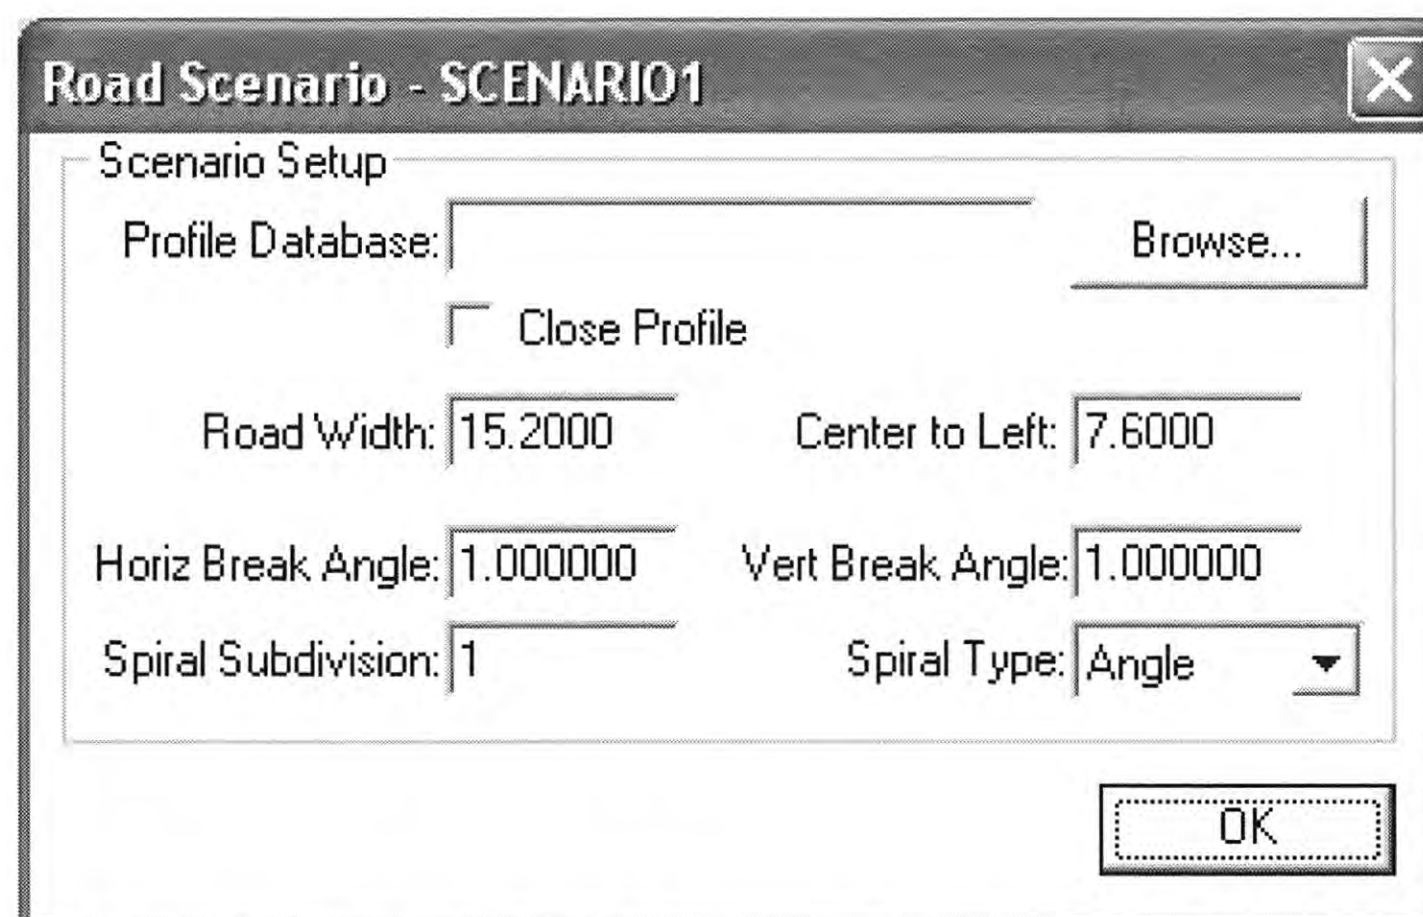 Road Scenario - SCENARIO1
Scenario Setup
Profile Database: Browse...
Close Profile
Road Width: 15.2000 Center to Left: 7.6000
Horiz Break Angle: 1.000000 Vert Break Angle: 1.000000
Spiral Subdivision: 1 Spiral Type: Angle
OK